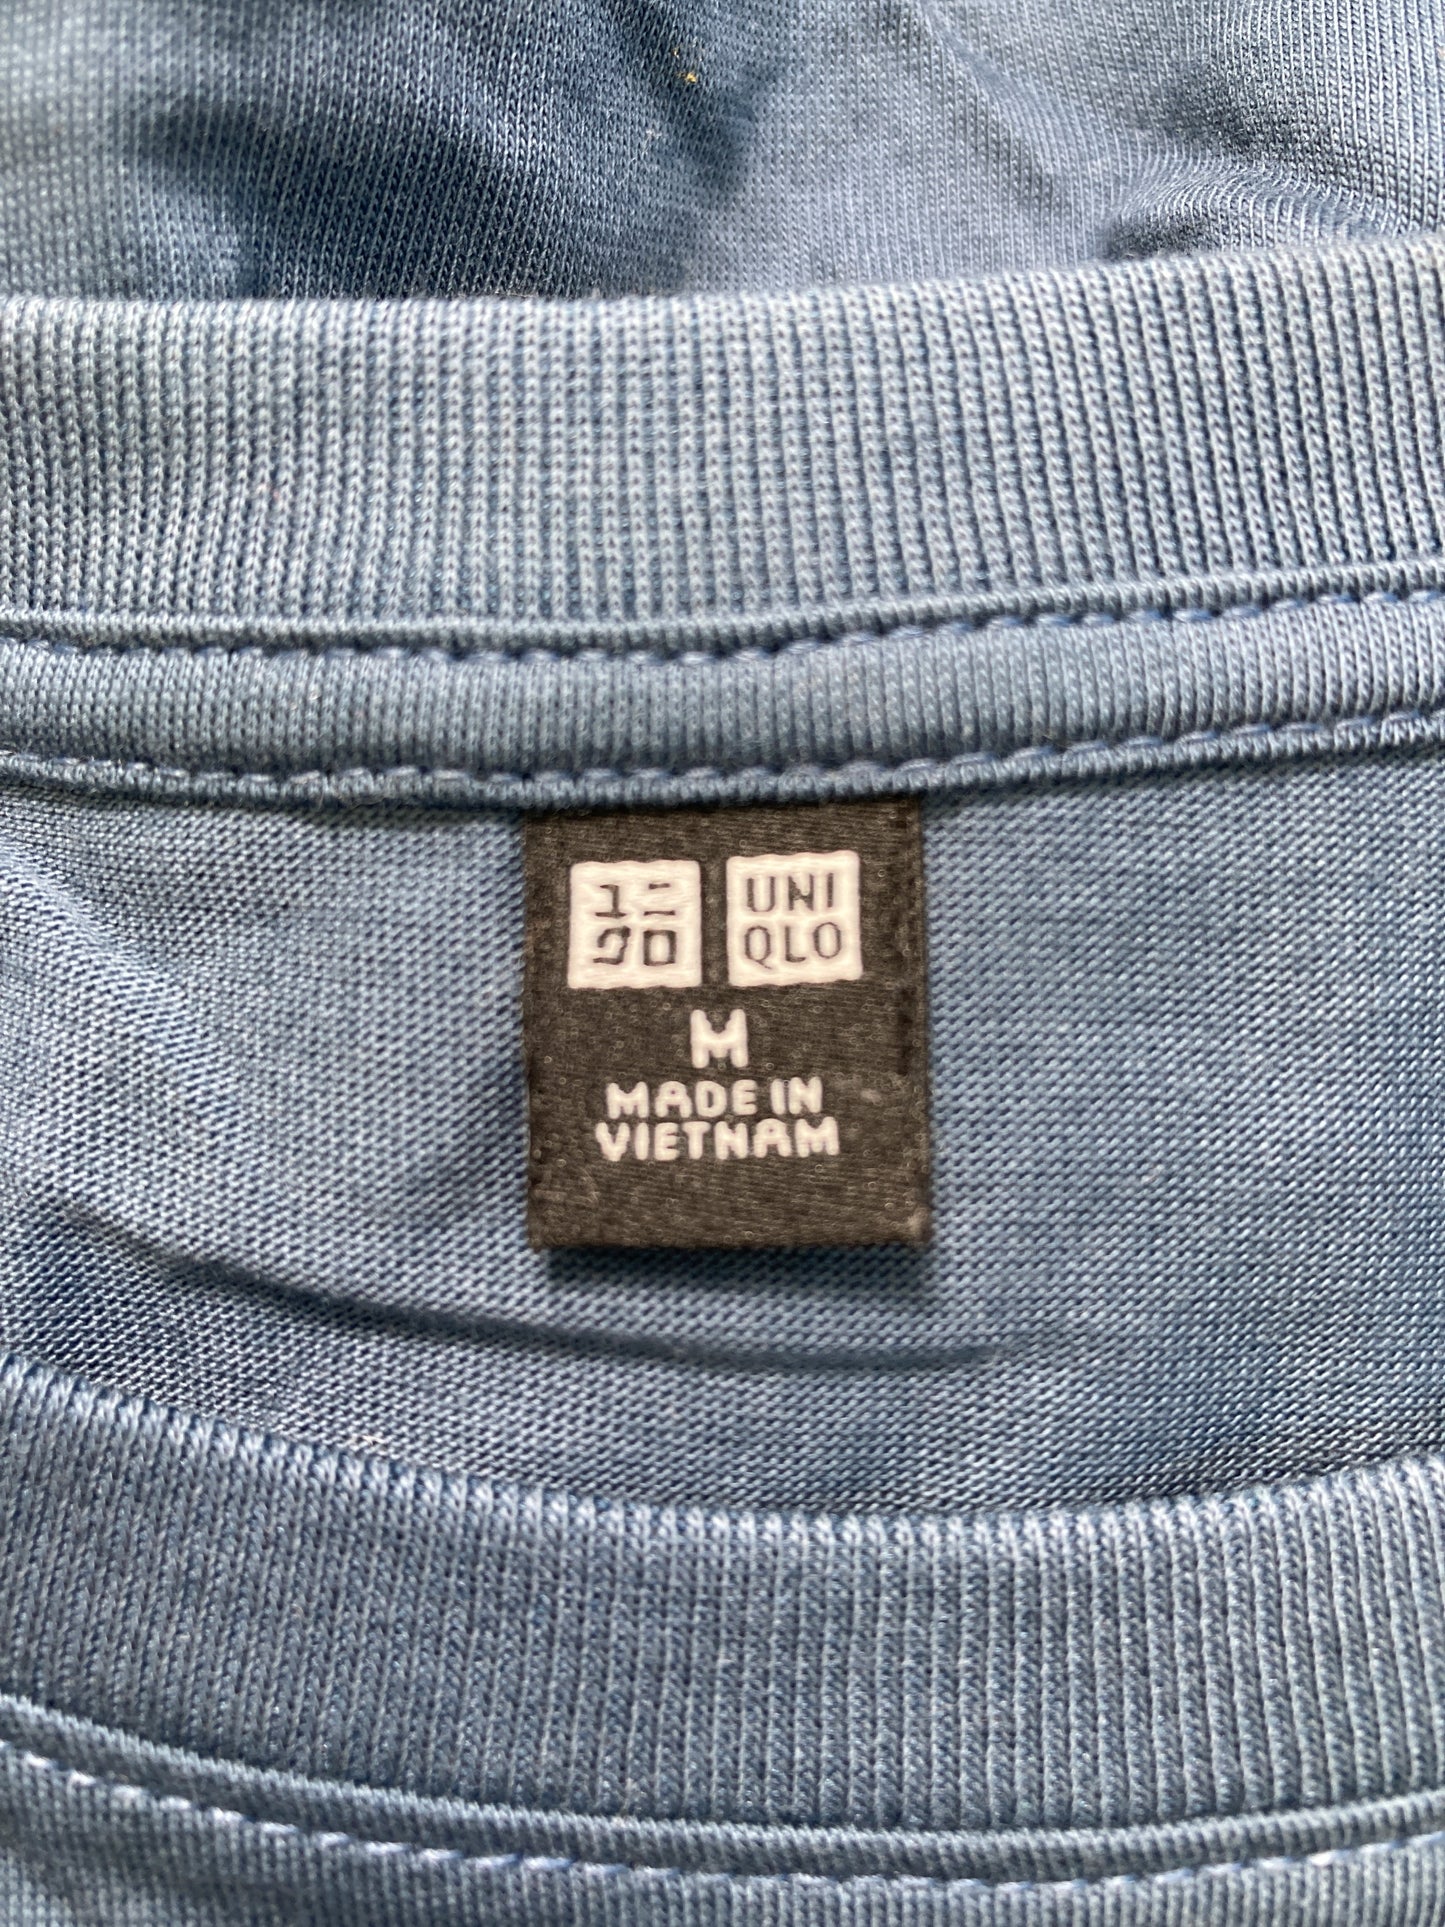 ユニ UNI
クロ QLO
M
MADE IN
VIETNAM